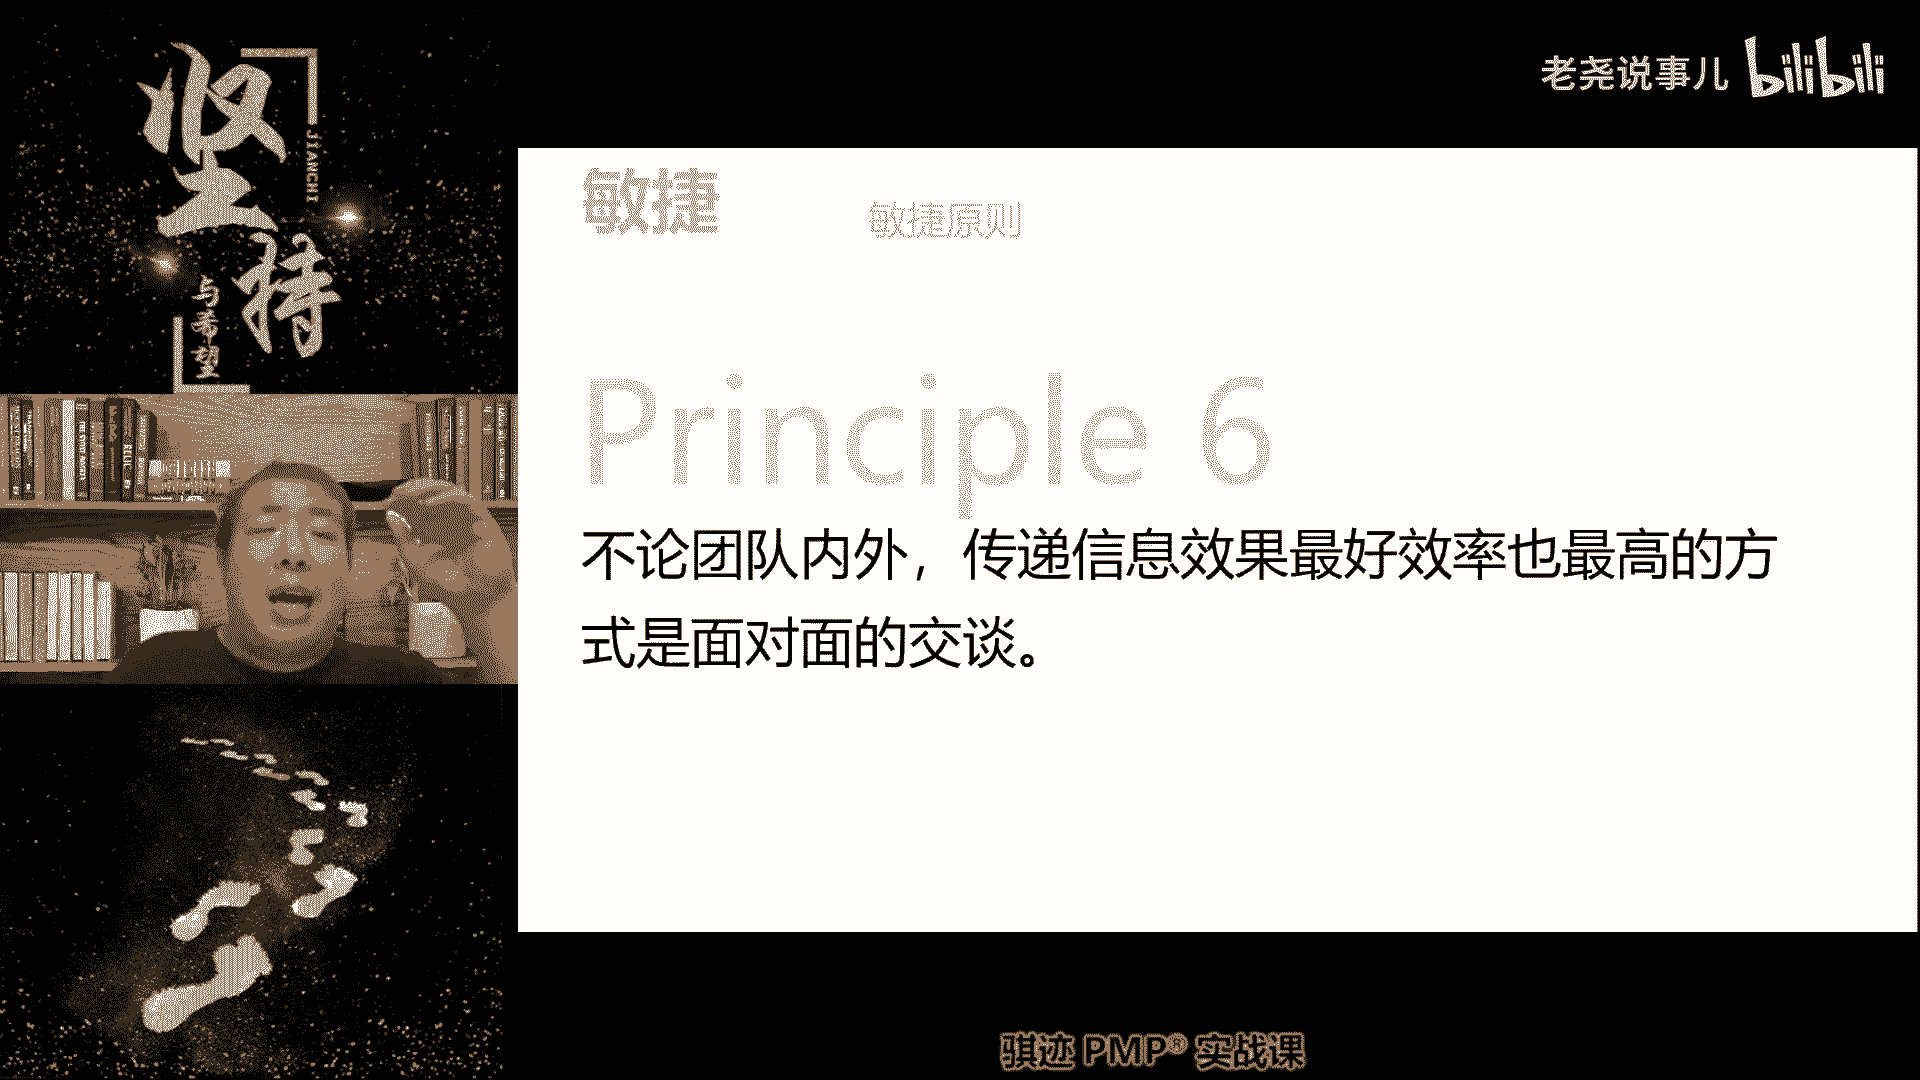 坚持
JIANCHI
与希望
老尧说事儿 bilibili
敏捷
敏捷原则
Principle 6
不论团队内外，传递信息效果最好效率也最高的方
式是面对面的交谈。
骐迹 PMP® 实战课